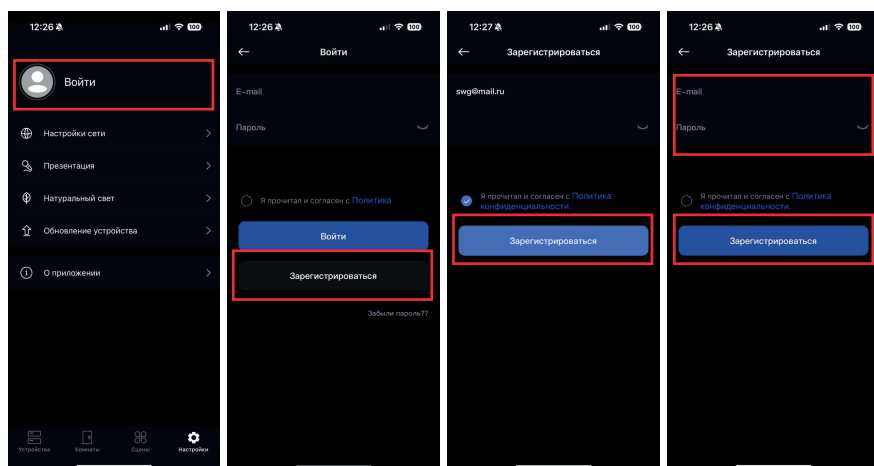 12:26
100
Войти
Настройки сети
Презентация
Натуральный свет
Обновление устройства
О приложении
Устройства
Комнаты
Сцены
Настройки
12:26
100
Войти
E-mail
Пароль
Я прочитал и согласен с Политика
Войти
Зарегистрироваться
Забыли пароль??
12:27
100
Зарегистрироваться
swg@mail.ru
Я прочитал и согласен с Политика
конфиденциальности.
Зарегистрироваться
12:26
100
Зарегистрироваться
E-mail
Пароль
Я прочитал и согласен с Политика
конфиденциальности.
Зарегистрироваться